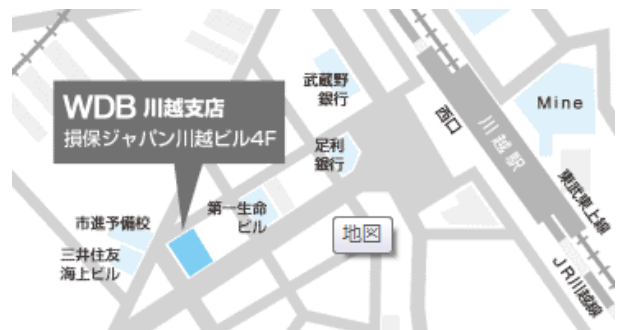 武蔵野
銀行
Mine
WDB 川越支店
損保ジャパン川越ビル4F
西口
川越駅
足利
銀行
東武東上線
第一生命
ビル
市進予備校
地図
三井住友
海上ビル
JR川越線